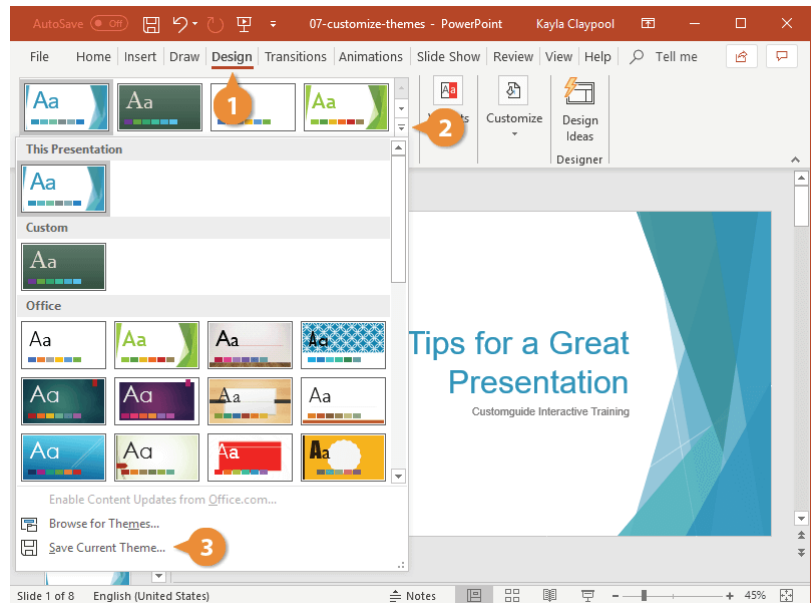 AutoSave Off 07-customize-themes - PowerPoint Kayla Claypool
File Home Insert Draw Design Transitions Animations Slide Show Review View Help Tell me
Aa Aa Aa Aa
1
2
Customize
Design
Ideas
Designer
This Presentation
Aa
Custom
Aa
Office
Aa Aa Aa Aa
Aa Aa Aa Aa
Aa Aa Aa Aa
Enable Content Updates from Office.com...
Browse for Themes...
Save Current Theme...
3
Tips for a Great
Presentation
Customguide Interactive Training
Slide 1 of 8 English (United States) Notes 45%